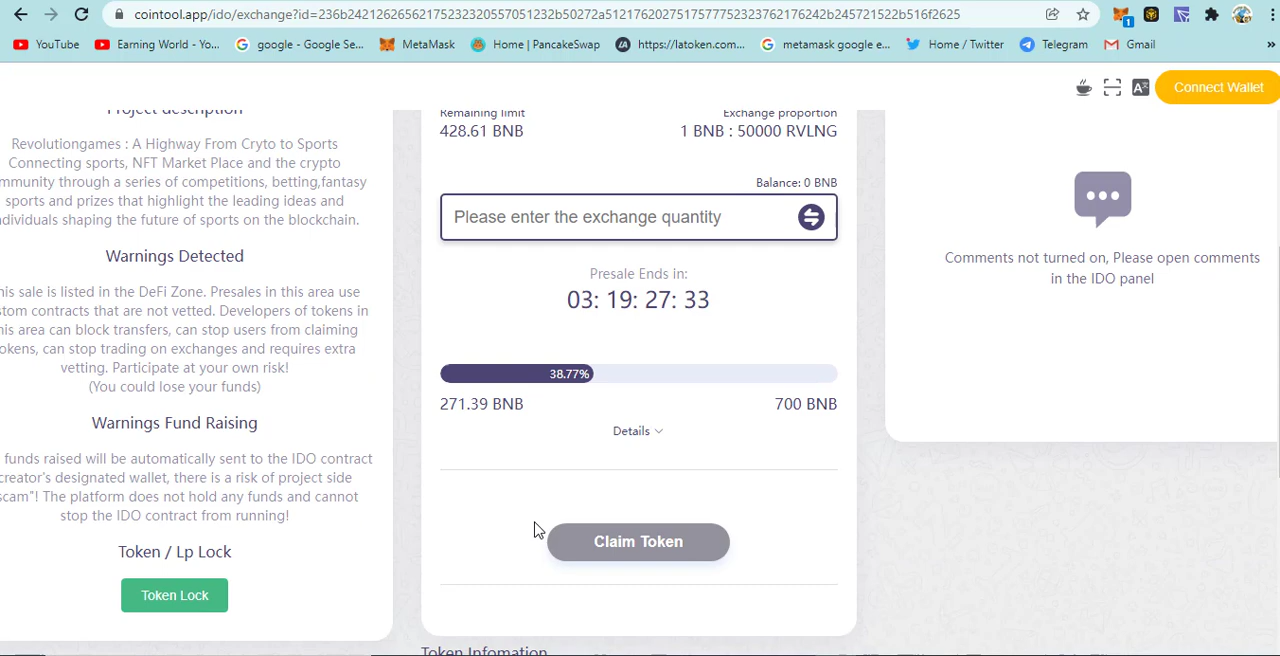 cointool.app/ido/exchange?id=236b24212626562175232320557051232b50272a5121762027517577752323762176242b245721522b516f2625
YouTube
Earning World - Yo...
google - Google Se...
MetaMask
Home | PancakeSwap
https://latoken.com...
metamask google e...
Home / Twitter
Telegram
Gmail
»
1
Connect Wallet
Project description
Revolutiongames : A Highway From Cryto to Sports
Connecting sports, NFT Market Place and the crypto
mmunity through a series of competitions, betting,fantasy
sports and prizes that highlight the leading ideas and
dividuals shaping the future of sports on the blockchain.
Warnings Detected
his sale is listed in the DeFi Zone. Presales in this area use
stom contracts that are not vetted. Developers of tokens in
his area can block transfers, can stop users from claiming
okens, can stop trading on exchanges and requires extra
vetting. Participate at your own risk!
(You could lose your funds)
Warnings Fund Raising
funds raised will be automatically sent to the IDO contract
creator's designated wallet, there is a risk of project side
scam"! The platform does not hold any funds and cannot
stop the IDO contract from running!
Token / Lp Lock
Token Lock
Remaining limit
428.61 BNB
Exchange proportion
1 BNB : 50000 RVLNG
Balance: 0 BNB
Please enter the exchange quantity
Presale Ends in:
03: 19: 27: 33
38.77%
271.39 BNB
700 BNB
Details
Claim Token
Token Infomation
Comments not turned on, Please open comments
in the IDO panel